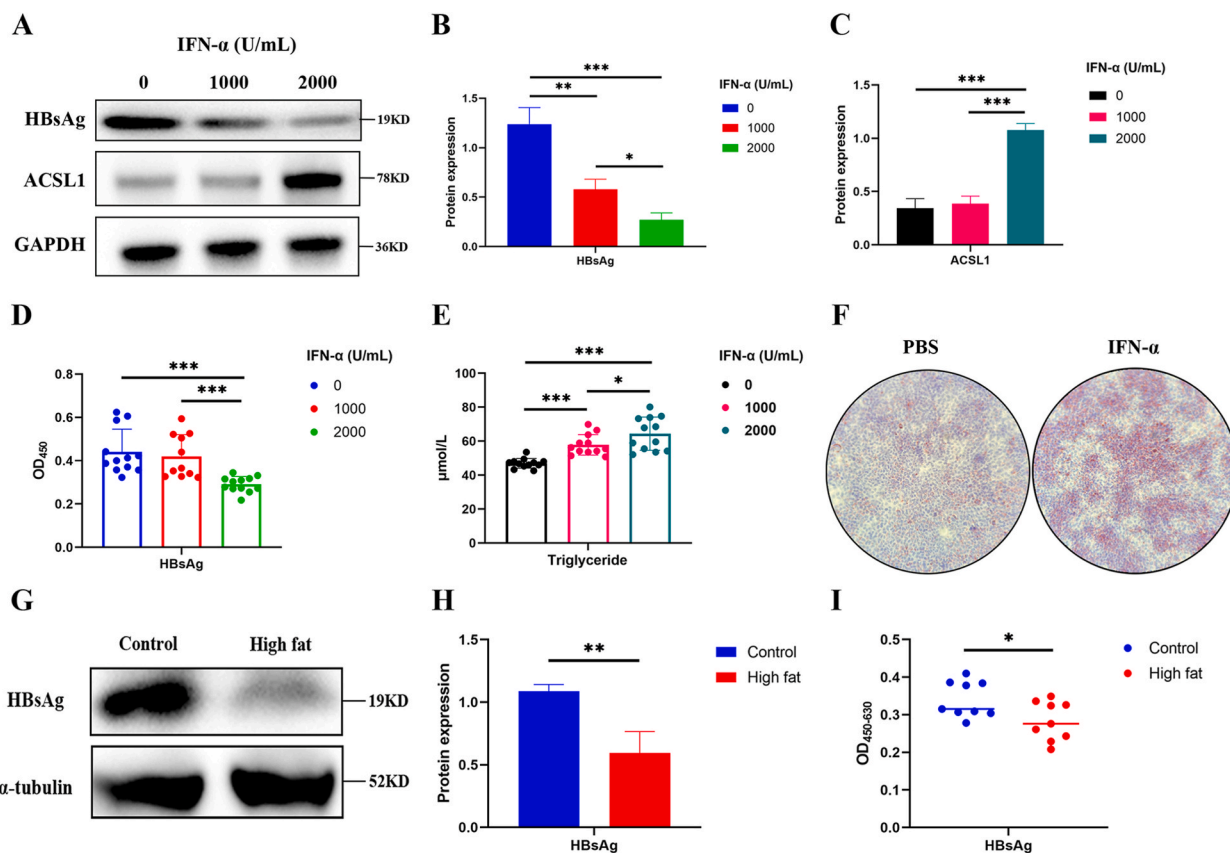 A
IFN-α (U/mL)
0 1000 2000
HBsAg
19KD
ACSL1
78KD
GAPDH
36KD
B
IFN-α (U/mL)
0
1000
2000
***
**
*
Protein expression
1.5
1.0
0.5
0.0
HBsAg
C
IFN-α (U/mL)
0
1000
2000
***
***
Protein expression
1.5
1.0
0.5
0.0
ACSL1
D
IFN-α (U/mL)
0
1000
2000
***
***
OD450
0.8
0.6
0.4
0.2
0.0
HBsAg
E
IFN-α (U/mL)
0
1000
2000
***
***
*
μmol/L
100
80
60
40
20
0
Triglyceride
F
PBS IFN-α
G
Control High fat
HBsAg
19KD
α-tubulin
52KD
H
Control
High fat
**
Protein expression
1.5
1.0
0.5
0.0
HBsAg
I
Control
High fat
*
OD450-630
0.5
0.4
0.3
0.2
0.1
0.0
HBsAg